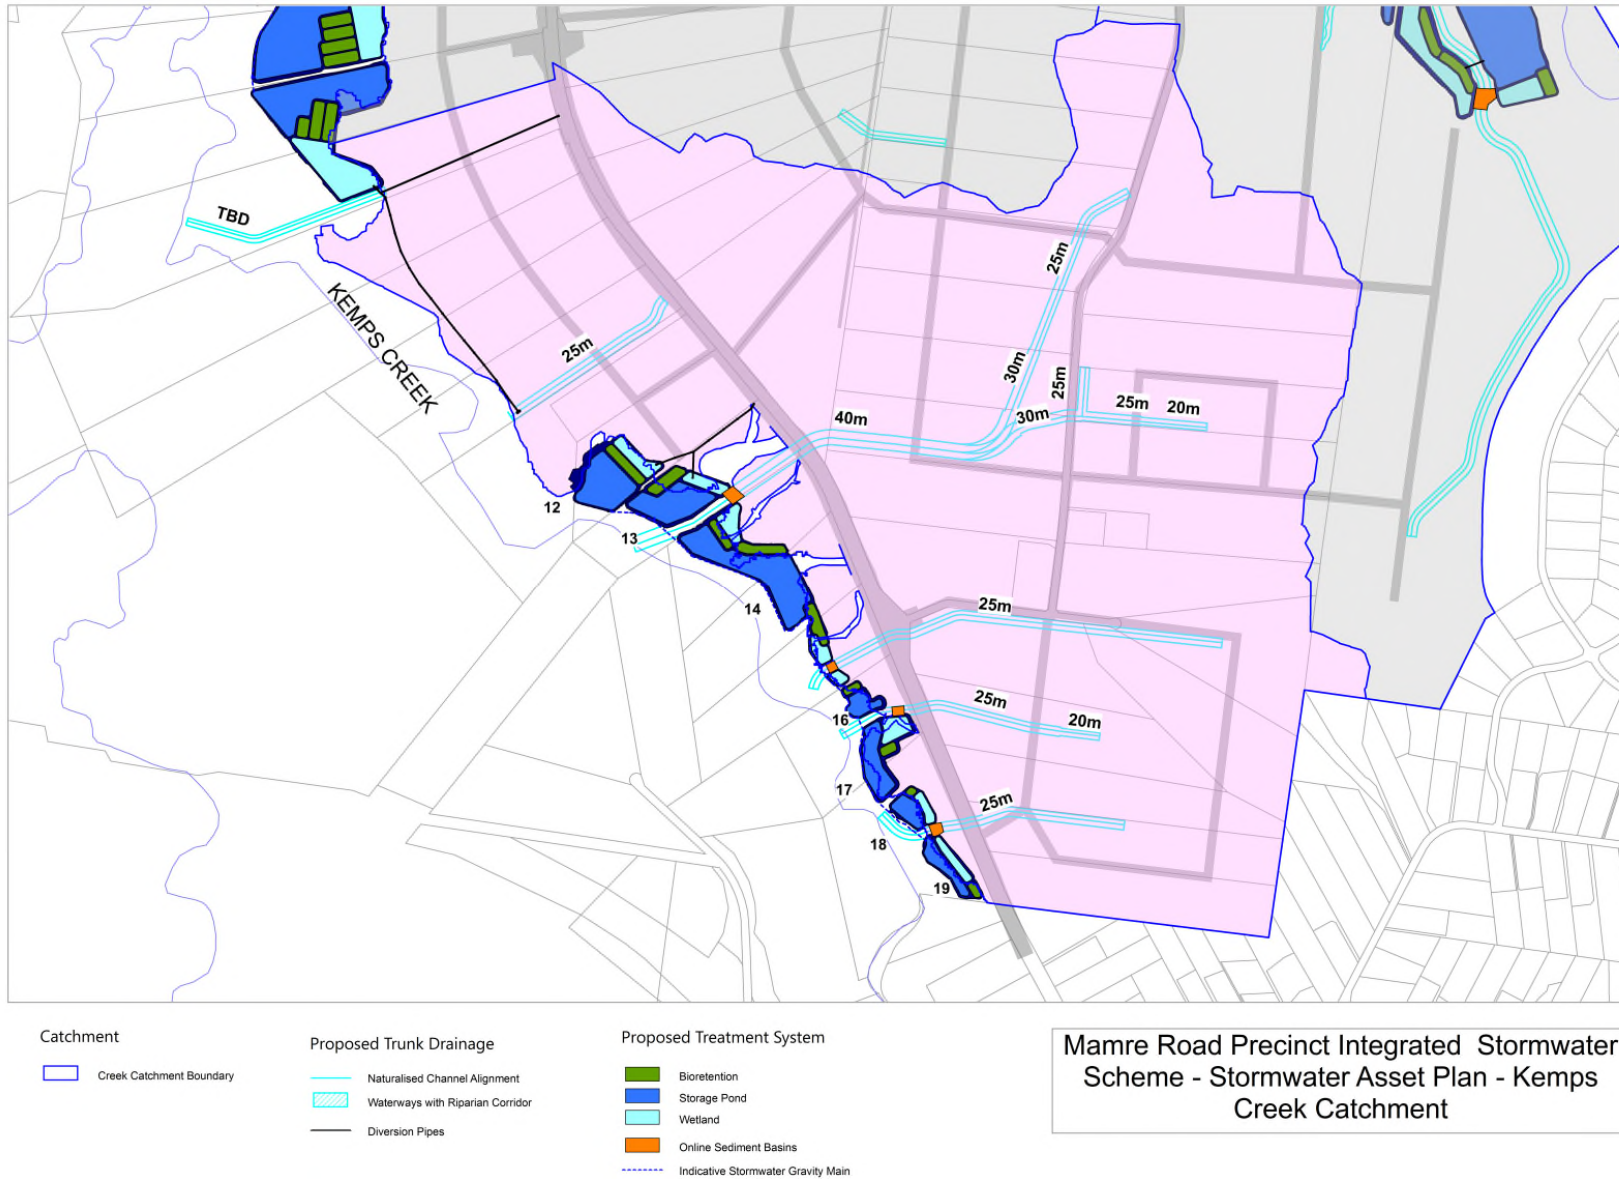 TBD
KEMPS CREEK
25m
25m
30m
25m
40m
30m
25m 20m
12
13
14
25m
16
25m
20m
17
25m
18
19
Catchment
Creek Catchment Boundary
Proposed Trunk Drainage
Naturalised Channel Alignment
Waterways with Riparian Corridor
Diversion Pipes
Proposed Treatment System
Bioretention
Storage Pond
Wetland
Online Sediment Basins
Indicative Stormwater Gravity Main
Mamre Road Precinct Integrated Stormwater
Scheme - Stormwater Asset Plan - Kemps
Creek Catchment